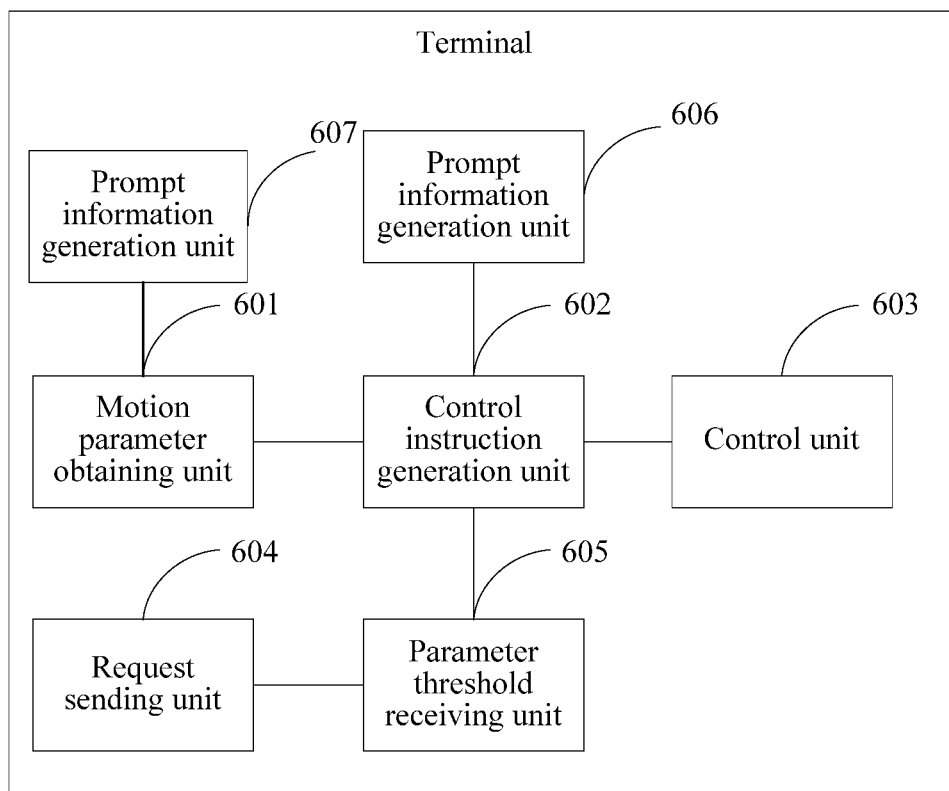 Terminal
607
606
Prompt
information
generation unit
Prompt
information
generation unit
601
602
603
Motion
parameter
obtaining unit
Control
instruction
generation unit
Control unit
604
605
Request
sending unit
Parameter
threshold
receiving unit